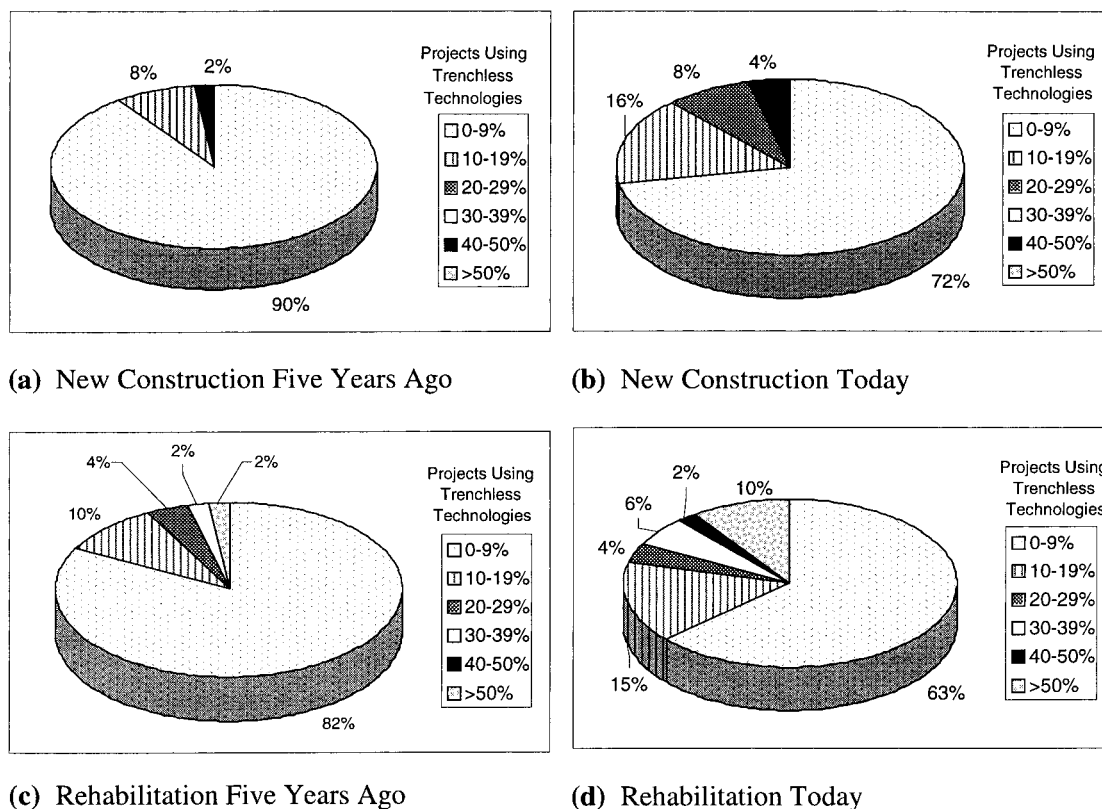 Projects Using
Trenchless
Technologies
8%
2%
90%
0-9%
10-19%
20-29%
30-39%
40-50%
>50%
(a) New Construction Five Years Ago
Projects Using
Trenchless
Technologies
16%
8%
4%
72%
0-9%
10-19%
20-29%
30-39%
40-50%
>50%
(b) New Construction Today
Projects Using
Trenchless
Technologies
10%
4%
2%
2%
82%
0-9%
10-19%
20-29%
30-39%
40-50%
>50%
(c) Rehabilitation Five Years Ago
Projects Using
Trenchless
Technologies
15%
4%
6%
2%
10%
63%
0-9%
10-19%
20-29%
30-39%
40-50%
>50%
(d) Rehabilitation Today